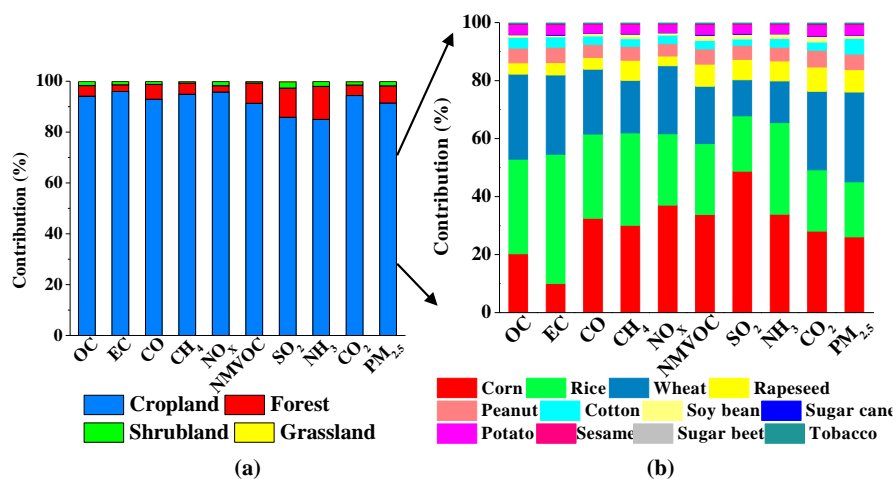 100
80
60
40
20
0
Contribution (%)
OC EC CO CH4 NOX NMVOC SO2 NH3 CO2 PM2.5
Cropland Forest
Shrubland Grassland
(a)
100
80
60
40
20
0
Contribution (%)
OC EC CO CH4 NOX NMVOC SO2 NH3 CO2 PM2.5
Corn Rice Wheat Rapeseed
Peanut Cotton Soy bean Sugar cane
Potato Sesame Sugar beet Tobacco
(b)